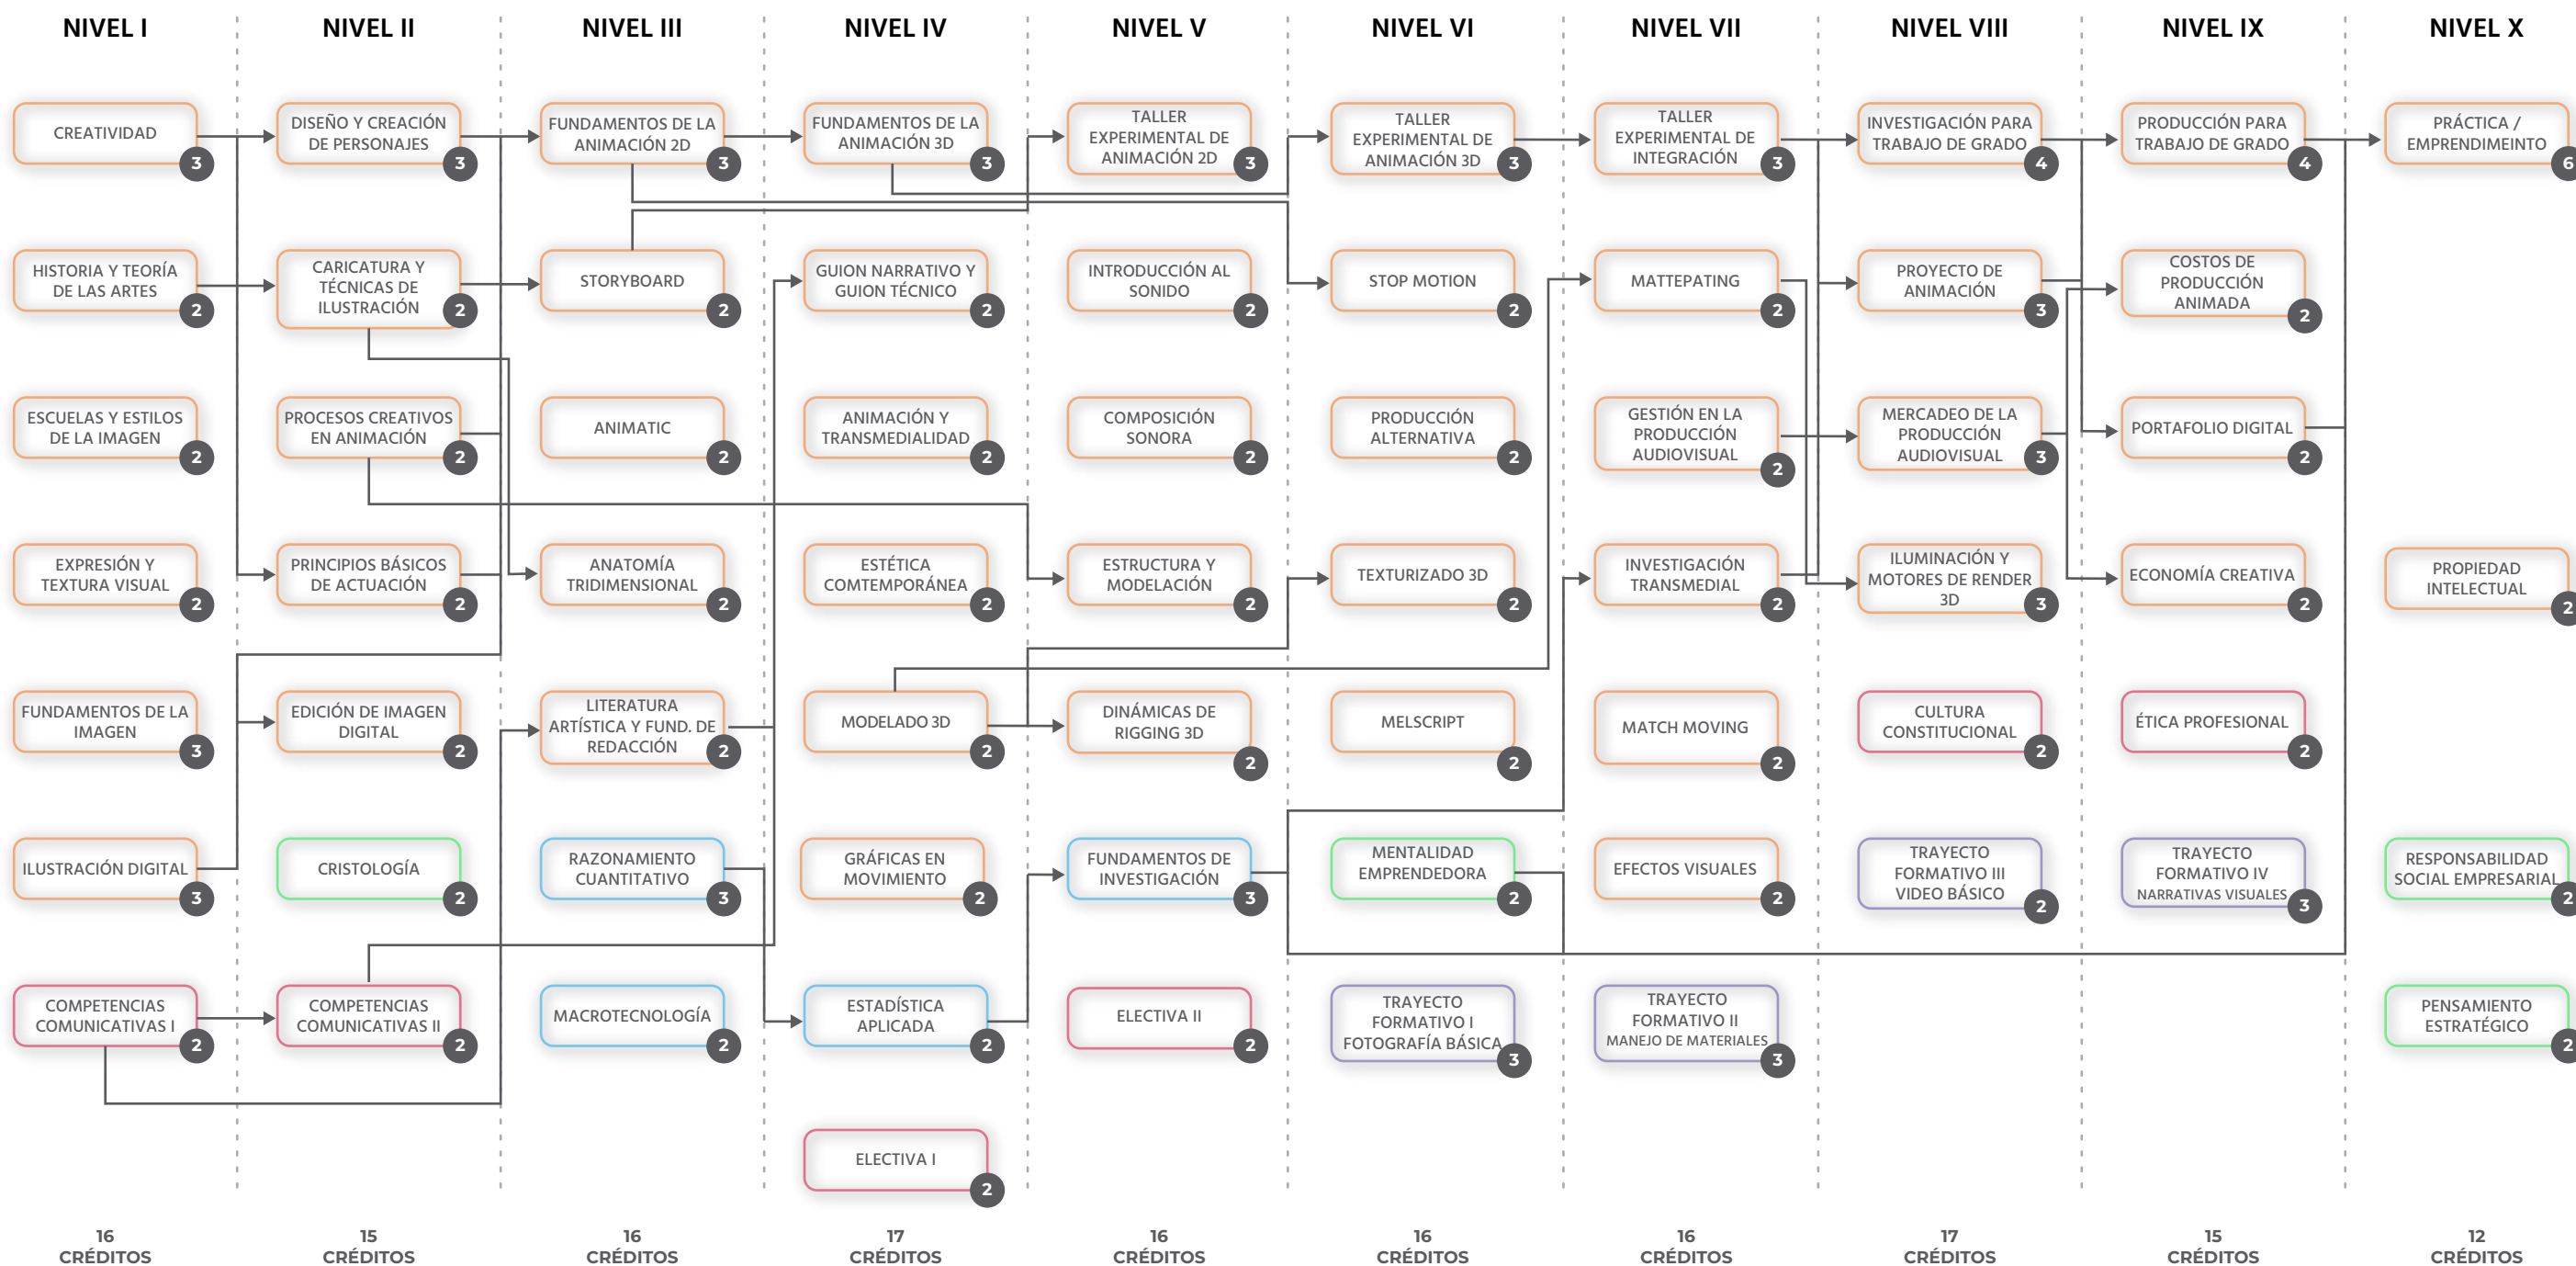 NIVEL I
CREATIVIDAD
3
HISTORIA Y TEORÍA
DE LAS ARTES
2
ESCUELAS Y ESTILOS
DE LA IMAGEN
2
EXPRESIÓN Y
TEXTURA VISUAL
2
FUNDAMENTOS DE LA
IMAGEN
3
ILUSTRACIÓN DIGITAL
3
COMPETENCIAS
COMUNICATIVAS I
2
16
CRÉDITOS
NIVEL II
DISEÑO Y CREACIÓN
DE PERSONAJES
3
CARICATURA Y
TÉCNICAS DE
ILUSTRACIÓN
2
PROCESOS CREATIVOS
EN ANIMACIÓN
2
PRINCIPIOS BÁSICOS
DE ACTUACIÓN
2
EDICIÓN DE IMAGEN
DIGITAL
2
CRISTOLOGÍA
2
COMPETENCIAS
COMUNICATIVAS II
2
15
CRÉDITOS
NIVEL III
FUNDAMENTOS DE LA
ANIMACIÓN 2D
3
STORYBOARD
2
ANIMATIC
2
ANATOMÍA
TRIDIMENSIONAL
2
LITERATURA
ARTÍSTICA Y FUND. DE
REDACCIÓN
2
RAZONAMIENTO
CUANTITATIVO
3
MACROTECNOLOGÍA
2
16
CRÉDITOS
NIVEL IV
FUNDAMENTOS DE LA
ANIMACIÓN 3D
3
GUION NARRATIVO Y
GUION TÉCNICO
2
ANIMACIÓN Y
TRANSMEDIALIDAD
2
ESTÉTICA
COMTEMPORÁNEA
2
MODELADO 3D
2
GRÁFICAS EN
MOVIMIENTO
2
ESTADÍSTICA
APLICADA
2
ELECTIVA I
2
17
CRÉDITOS
NIVEL V
TALLER
EXPERIMENTAL DE
ANIMACIÓN 2D
3
INTRODUCCIÓN AL
SONIDO
2
COMPOSICIÓN
SONORA
2
ESTRUCTURA Y
MODELACIÓN
2
DINÁMICAS DE
RIGGING 3D
2
FUNDAMENTOS DE
INVESTIGACIÓN
3
ELECTIVA II
2
16
CRÉDITOS
NIVEL VI
TALLER
EXPERIMENTAL DE
ANIMACIÓN 3D
3
STOP MOTION
2
PRODUCCIÓN
ALTERNATIVA
2
TEXTURIZADO 3D
2
MELSCRIPT
2
MENTALIDAD
EMPRENDEDORA
2
TRAYECTO
FORMATIVO I
FOTOGRAFÍA BÁSICA
3
16
CRÉDITOS
NIVEL VII
TALLER
EXPERIMENTAL DE
INTEGRACIÓN
3
MATTEPATING
2
GESTIÓN EN LA
PRODUCCIÓN
AUDIOVISUAL
2
INVESTIGACIÓN
TRANSMEDIAL
2
MATCH MOVING
2
EFECTOS VISUALES
2
TRAYECTO
FORMATIVO II
MANEJO DE MATERIALES
3
16
CRÉDITOS
NIVEL VIII
INVESTIGACIÓN PARA
TRABAJO DE GRADO
4
PROYECTO DE
ANIMACIÓN
3
MERCADEO DE LA
PRODUCCIÓN
AUDIOVISUAL
3
ILUMINACIÓN Y
MOTORES DE RENDER
3D
3
CULTURA
CONSTITUCIONAL
2
TRAYECTO
FORMATIVO III
VIDEO BÁSICO
2
17
CRÉDITOS
NIVEL IX
PRODUCCIÓN PARA
TRABAJO DE GRADO
4
COSTOS DE
PRODUCCIÓN
ANIMADA
2
PORTAFOLIO DIGITAL
2
ECONOMÍA CREATIVA
2
ÉTICA PROFESIONAL
2
TRAYECTO
FORMATIVO IV
NARRATIVAS VISUALES
3
15
CRÉDITOS
NIVEL X
PRÁCTICA /
EMPRENDIMEINTO
6
PROPIEDAD
INTELECTUAL
2
RESPONSABILIDAD
SOCIAL EMPRESARIAL
2
PENSAMIENTO
ESTRATÉGICO
2
12
CRÉDITOS